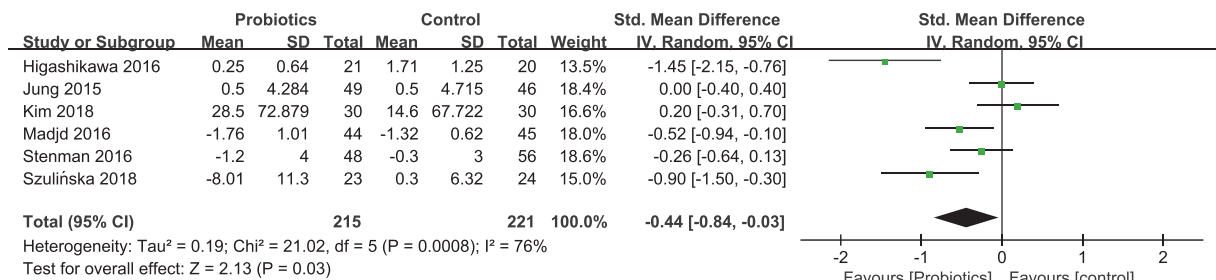 Probiotics Control Std. Mean Difference Std. Mean Difference
Study or Subgroup Mean SD Total Mean SD Total Weight IV. Random. 95% CI IV. Random. 95% CI
Higashikawa 2016 0.25 0.64 21 1.71 1.25 20 13.5% -1.45 [-2.15, -0.76]
Jung 2015 0.5 4.284 49 0.5 4.715 46 18.4% 0.00 [-0.40, 0.40]
Kim 2018 28.5 72.879 30 14.6 67.722 30 16.6% 0.20 [-0.31, 0.70]
Madjd 2016 -1.76 1.01 44 -1.32 0.62 45 18.0% -0.52 [-0.94, -0.10]
Stenman 2016 -1.2 4 48 -0.3 3 56 18.6% -0.26 [-0.64, 0.13]
Szulińska 2018 -8.01 11.3 23 0.3 6.32 24 15.0% -0.90 [-1.50, -0.30]
Total (95% CI) 215 221 100.0% -0.44 [-0.84, -0.03]
Heterogeneity: Tau² = 0.19; Chi² = 21.02, df = 5 (P = 0.0008); I² = 76%
Test for overall effect: Z = 2.13 (P = 0.03)
-2 -1 0 1 2
Favours [Probiotics] Favours [control]